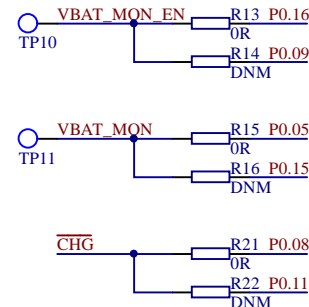 VBAT_MON_EN R13 P0.16
TP10 0R
R14 P0.09
DNM
VBAT_MON R15 P0.05
TP11 0R
R16 P0.15
DNM
CHG R21 P0.08
0R
R22 P0.11
DNM